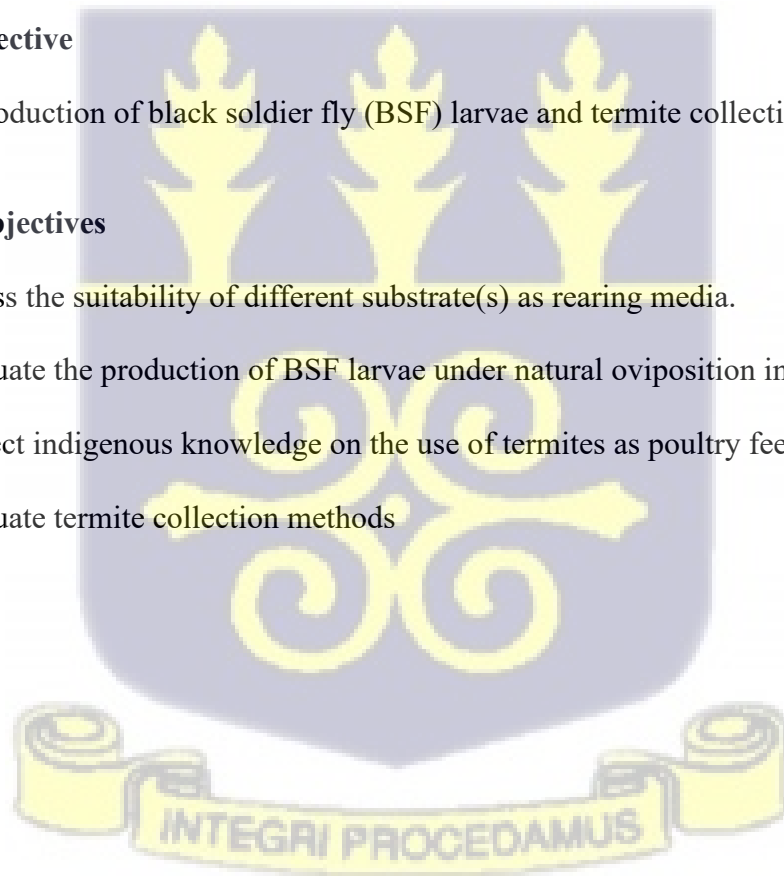 ective
oduction of black soldier fly (BSF) larvae and termite collecti
jectives
ss the suitability of different substrate(s) as rearing media.
uate the production of BSF larvae under natural oviposition in
ect indigenous knowledge on the use of termites as poultry fee
uate termite collection methods
INTEGRI PROCEDAMUS